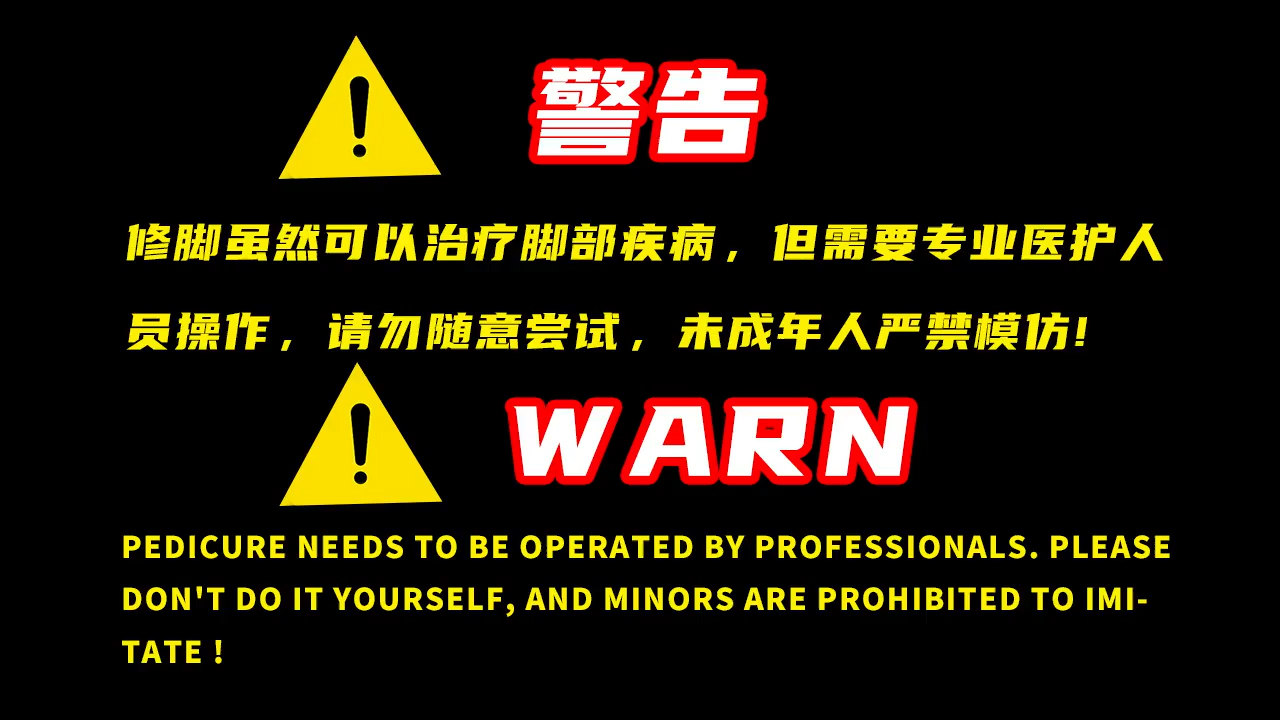 警告
修脚虽然可以治疗脚部疾病，但需要专业医护人
员操作，请勿随意尝试，未成年人严禁模仿!
WARN
PEDICURE NEEDS TO BE OPERATED BY PROFESSIONALS. PLEASE
DON'T DO IT YOURSELF, AND MINORS ARE PROHIBITED TO IMI-
TATE !